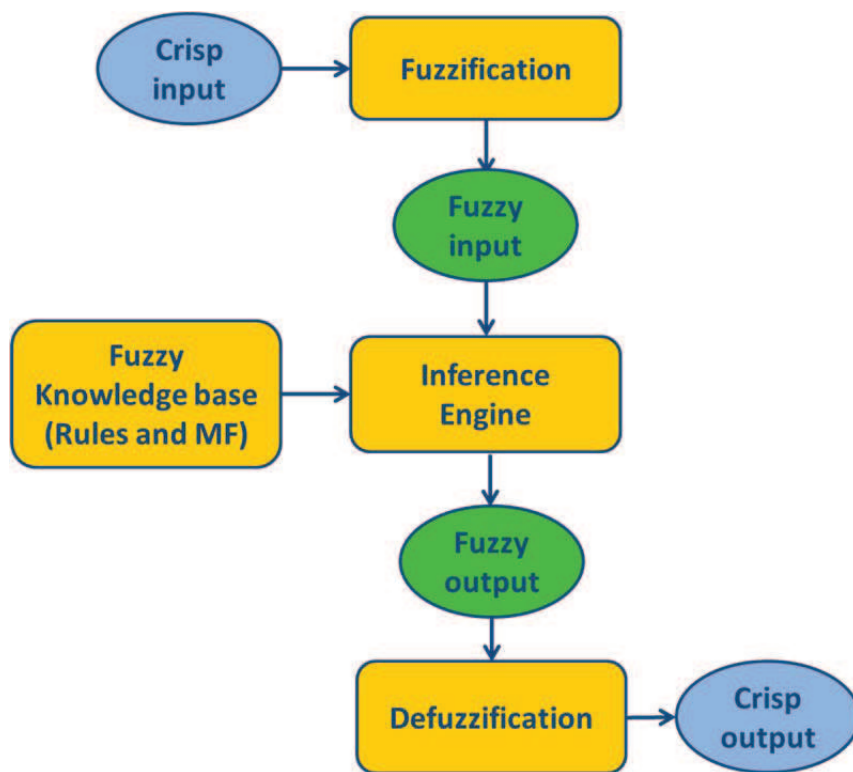 Crisp
input
Fuzzification
Fuzzy
input
Fuzzy
Knowledge base
(Rules and MF)
Inference
Engine
Fuzzy
output
Defuzzification
Crisp
output